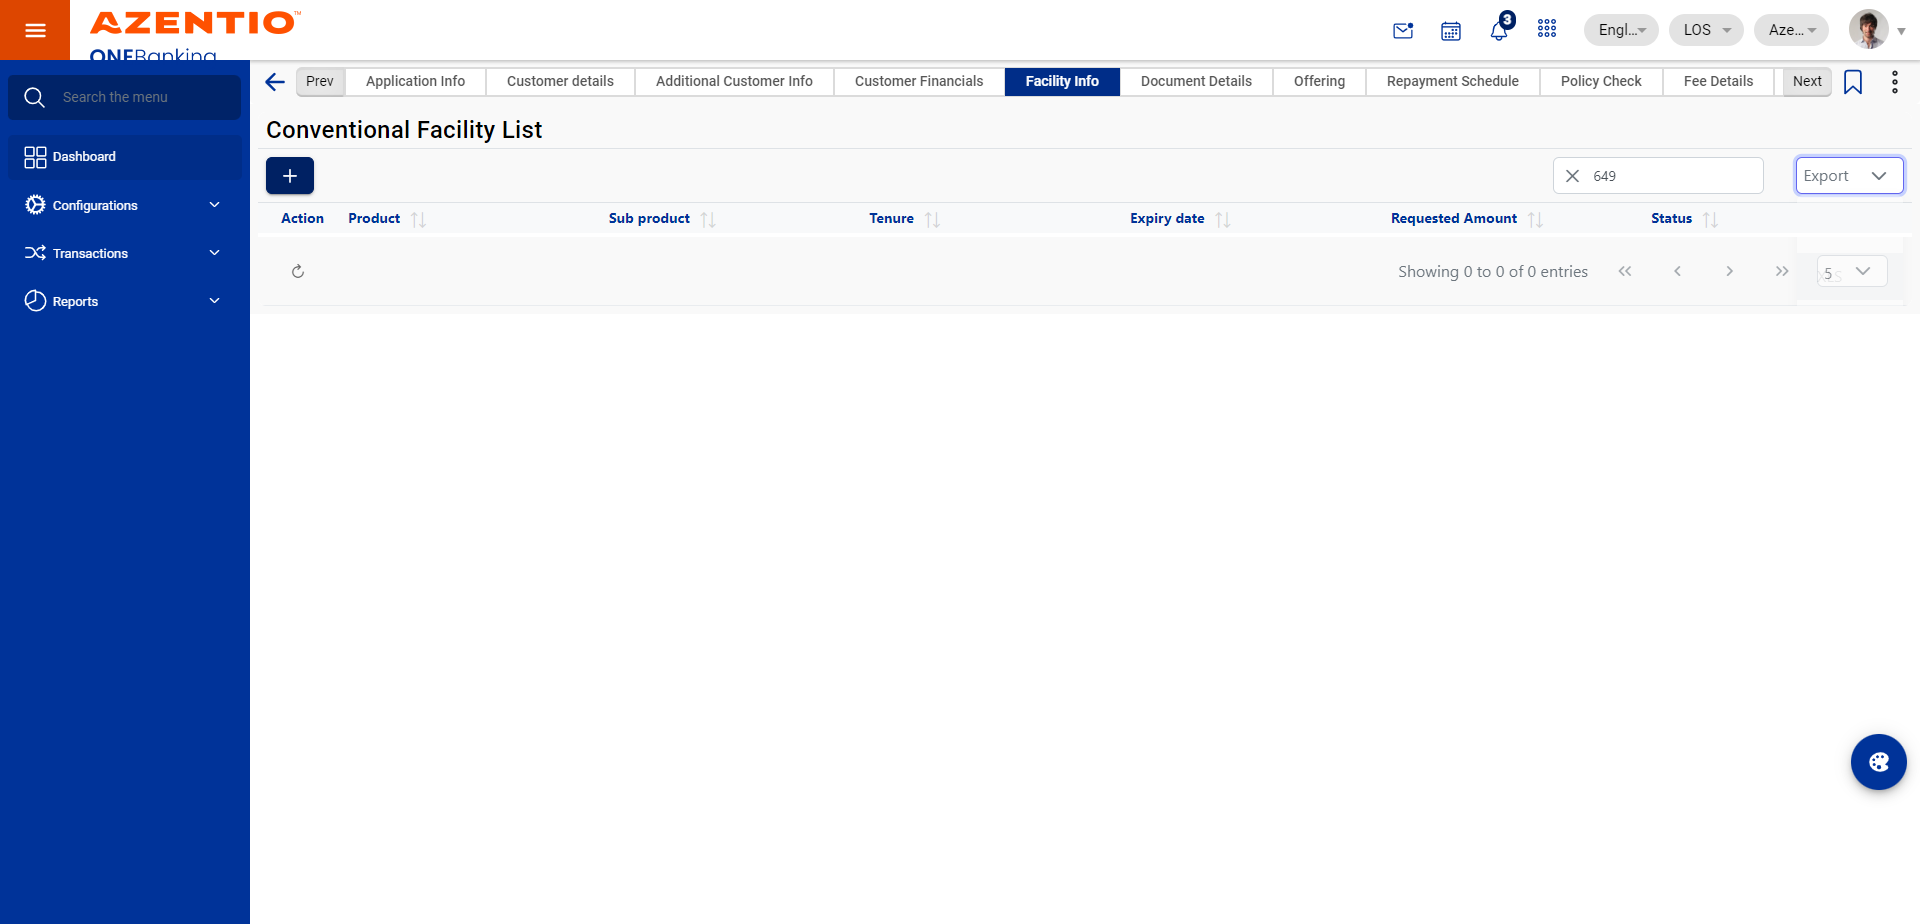 AZENTIO™
ONEBanking
3
Engl...
LOS
Aze...
Search the menu
Dashboard
Configurations
Transactions
Reports
Prev
Application Info
Customer details
Additional Customer Info
Customer Financials
Facility Info
Document Details
Offering
Repayment Schedule
Policy Check
Fee Details
Next
Conventional Facility List
649
Export
Action
Product
Sub product
Tenure
Expiry date
Requested Amount
Status
Showing 0 to 0 of 0 entries
5
XLS